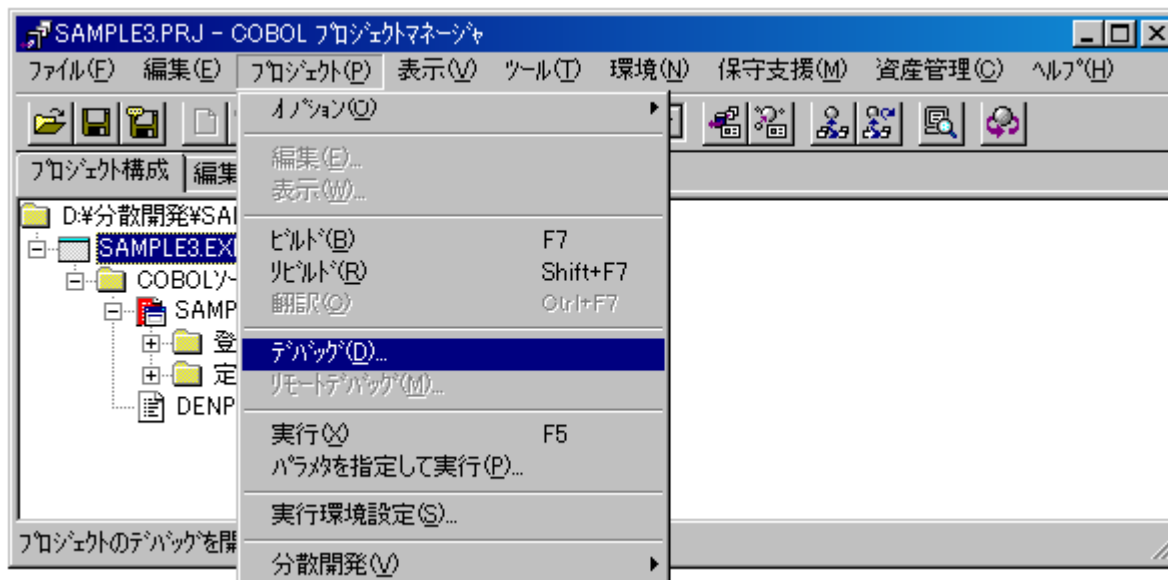 SAMPLE3.PRJ - COBOL ﾌﾟﾛｼﾞｪｸﾄﾏﾈｰｼﾞｬ
ﾌｧｲﾙ(F) 編集(E) ﾌﾟﾛｼﾞｪｸﾄ(P) 表示(V) ﾂｰﾙ(T) 環境(N) 保守支援(M) 資産管理(C) ﾍﾙﾌﾟ(H)
ｵﾌﾟｼｮﾝ(O)
編集(E)...
表示(W)...
ﾋﾞﾙﾄﾞ(B) F7
ﾘﾋﾞﾙﾄﾞ(R) Shift+F7
翻訳(C) Ctrl+F7
ﾃﾞﾊﾞｯｸﾞ(D)...
ﾘﾓｰﾄﾃﾞﾊﾞｯｸﾞ(M)...
実行(X) F5
ﾊﾟﾗﾒﾀを指定して実行(P)...
実行環境設定(S)...
分散開発(V)
ﾌﾟﾛｼﾞｪｸﾄ構成 編集
D:¥分散開発¥SA
SAMPLE3.EX
COBOLｿｰ
SAMP
登
定
DENP
ﾌﾟﾛｼﾞｪｸﾄのﾃﾞﾊﾞｯｸﾞを開